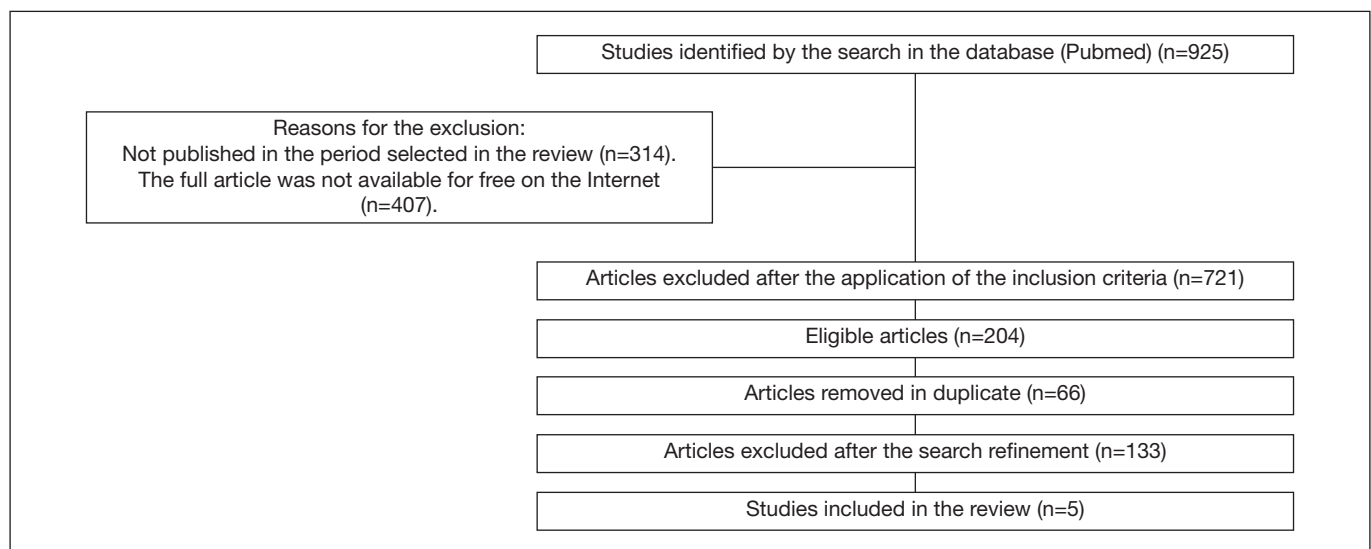 Studies identified by the search in the database (Pubmed) (n=925)
Reasons for the exclusion:
Not published in the period selected in the review (n=314).
The full article was not available for free on the Internet
(n=407).
Articles excluded after the application of the inclusion criteria (n=721)
Eligible articles (n=204)
Articles removed in duplicate (n=66)
Articles excluded after the search refinement (n=133)
Studies included in the review (n=5)